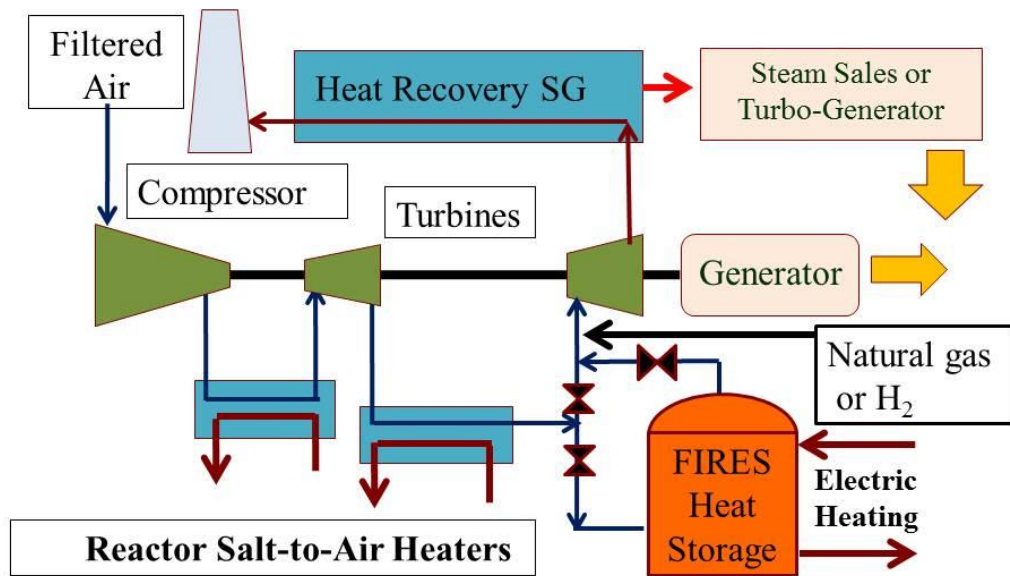 Filtered
Air
Heat Recovery SG
Steam Sales or
Turbo-Generator
Compressor
Turbines
Generator
Natural gas
or H₂
FIRES
Heat
Storage
Electric
Heating
Reactor Salt-to-Air Heaters